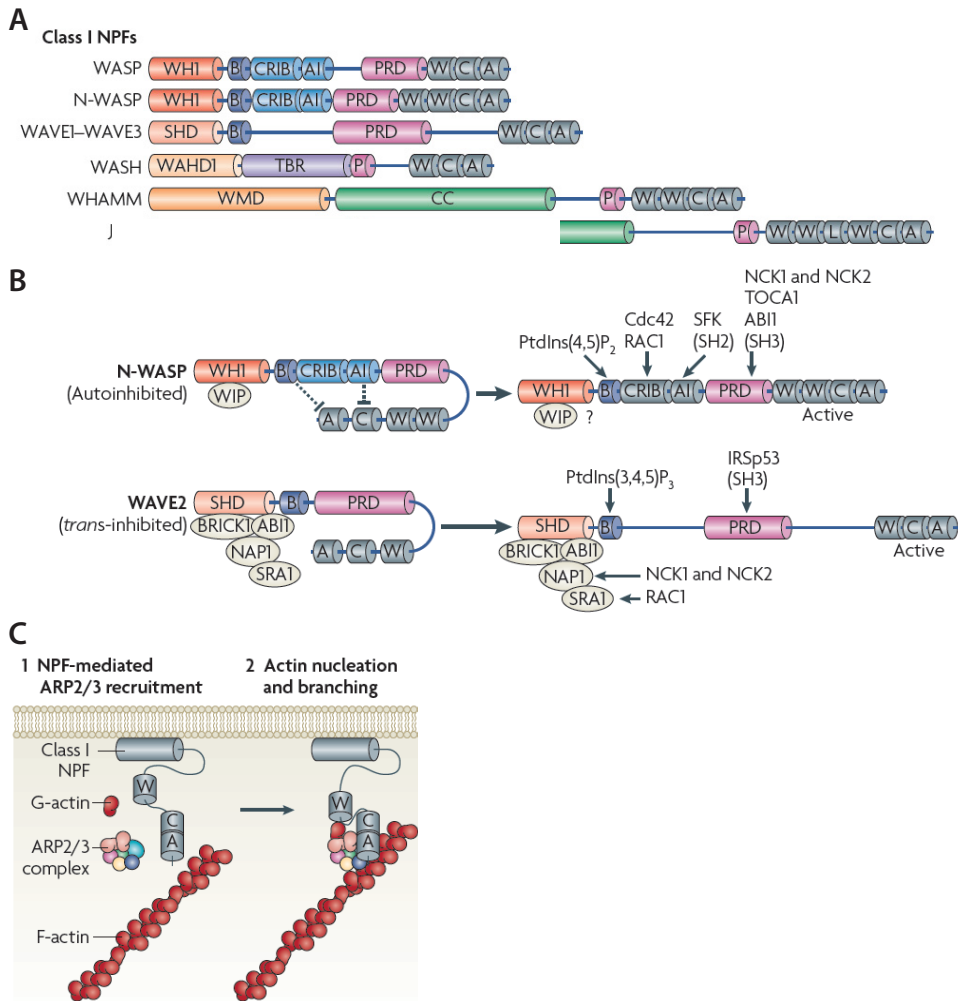 A
Class I NPFs
WASP WH1 B CRIB AI PRD W C A
N-WASP WH1 B CRIB AI PRD W W C A
WAVE1–WAVE3 SHD B PRD W C A
WASH WAHD1 TBR P W C A
WHAMM WMD CC P W W C A
J P W W L W C A
B
NCK1 and NCK2
TOCA1
ABI1
(SH3)
Cdc42
RAC1
SFK
(SH2)
PtdIns(4,5)P2
N-WASP
(Autoinhibited)
WH1 B CRIB AI PRD
WIP
A C W W
WH1 B CRIB AI PRD W W C A
WIP ?
Active
WAVE2
(trans-inhibited)
SHD B PRD
BRICK1 ABI1
NAP1
SRA1
A C W
PtdIns(3,4,5)P3
IRSp53
(SH3)
SHD B PRD W C A
Active
BRICK1 ABI1
NAP1 NCK1 and NCK2
SRA1 RAC1
C
1 NPF-mediated
ARP2/3 recruitment
2 Actin nucleation
and branching
Class I
NPF
W
G-actin
C
A
ARP2/3
complex
F-actin
W
C
A